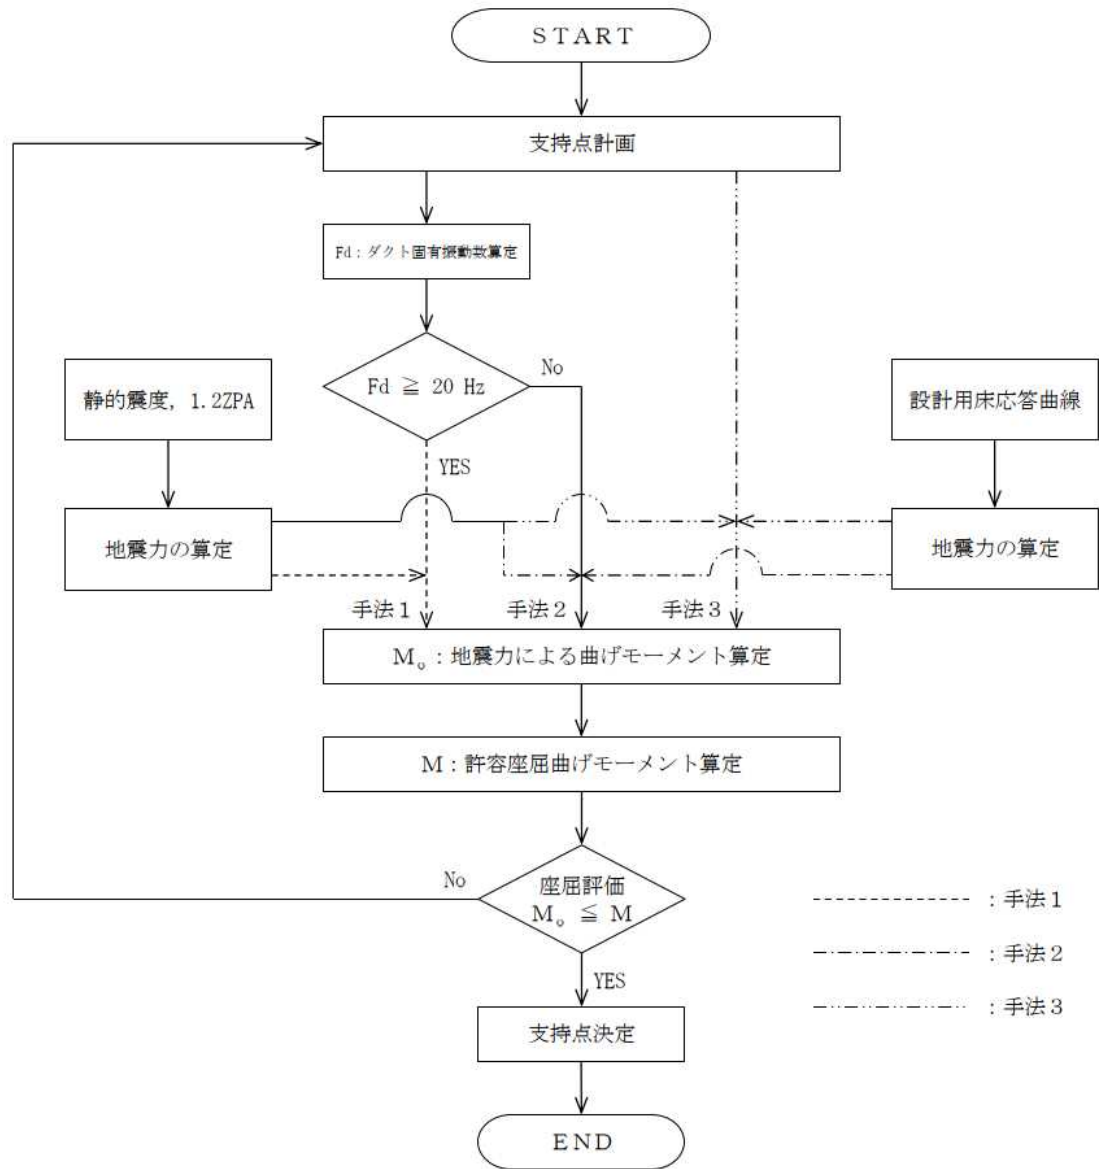 ＳＴＡＲＴ
支持点計画
Fd：ダクト固有振動数算定
Fd ≧ 20 Hz
No
YES
静的震度, 1.2ZPA
地震力の算定
設計用床応答曲線
地震力の算定
手法１
手法２
手法３
Ｍ｡：地震力による曲げモーメント算定
Ｍ：許容座屈曲げモーメント算定
座屈評価
Ｍ｡ ≦ Ｍ
No
YES
支持点決定
ＥＮＤ
：手法１
：手法２
：手法３